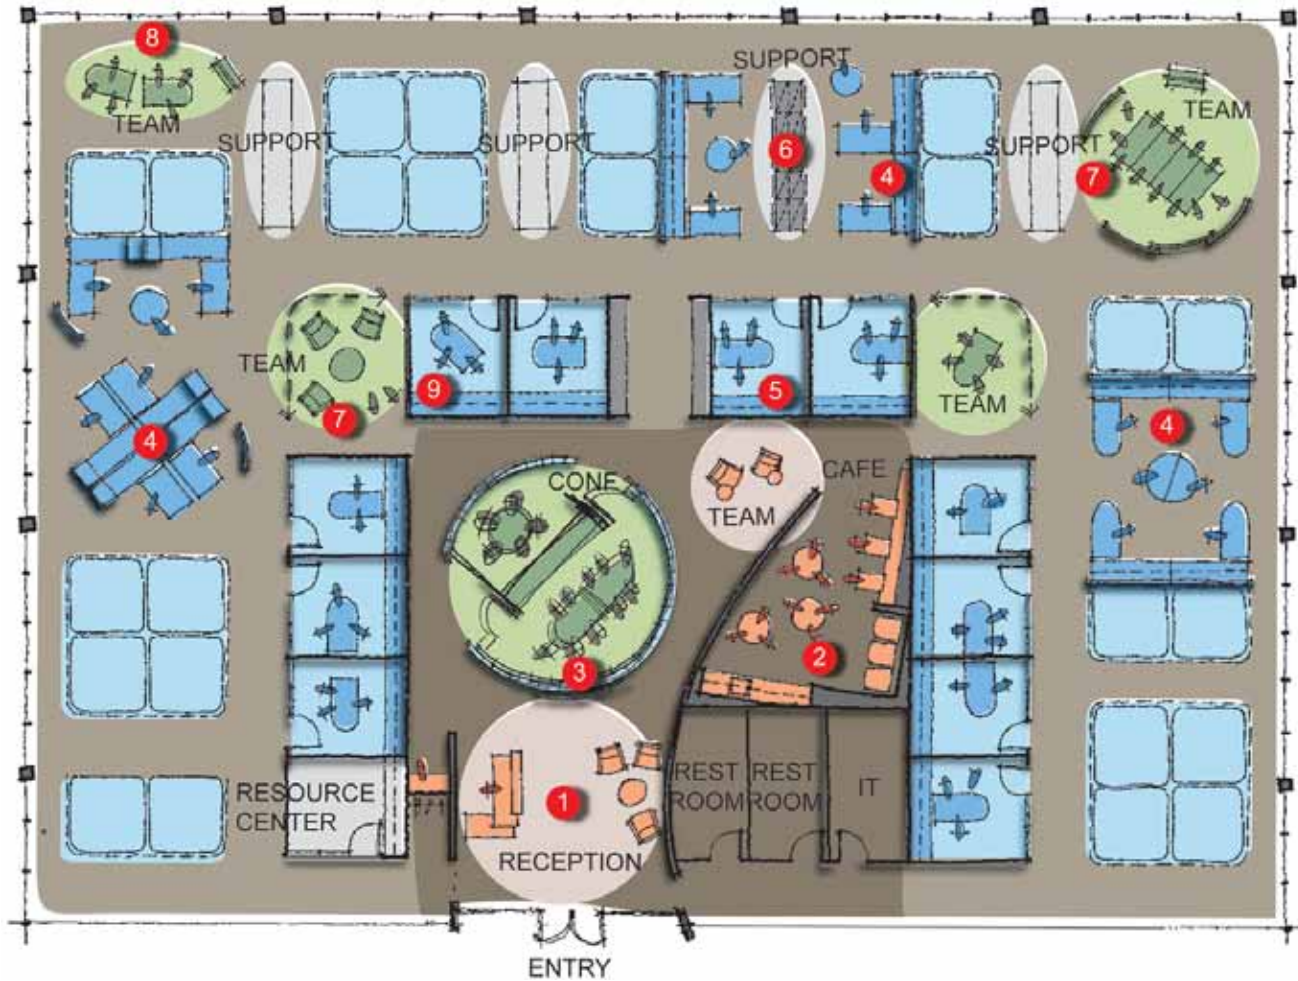 8
TEAM
SUPPORT
SUPPORT
SUPPORT
6
4
SUPPORT
7
TEAM
TEAM
7
9
5
TEAM
4
4
CONF
TEAM
CAFE
3
2
RESOURCE
CENTER
1
RECEPTION
REST
ROOM
REST
ROOM
IT
ENTRY